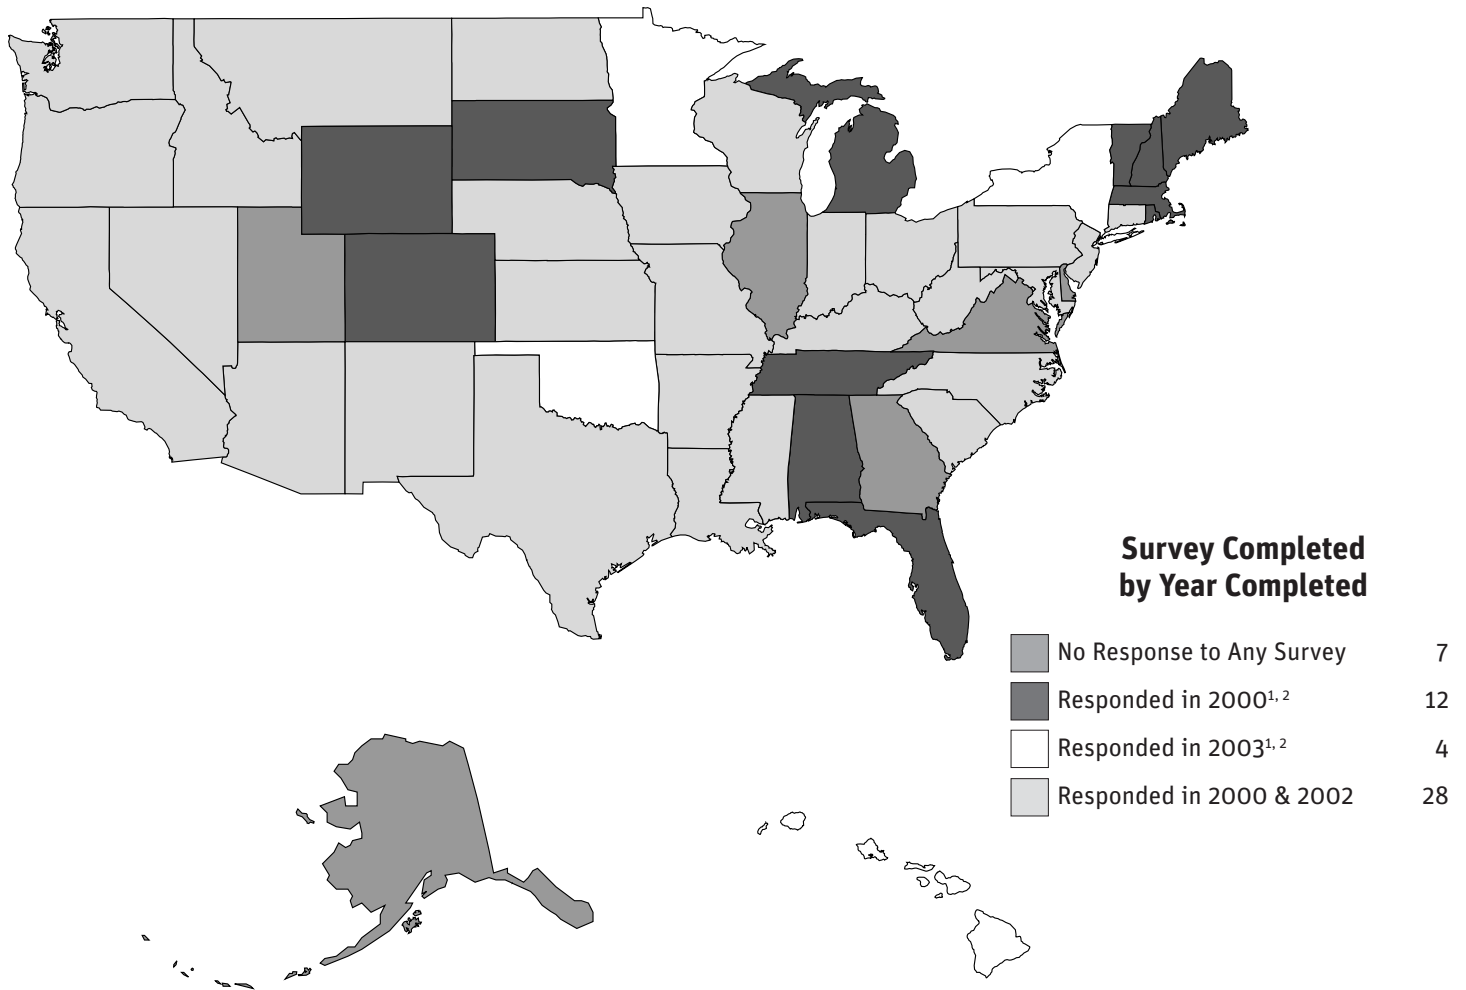 Survey Completed
by Year Completed
No Response to Any Survey 7
Responded in 2000¹,² 12
Responded in 2003¹,² 4
Responded in 2000 & 2002 28